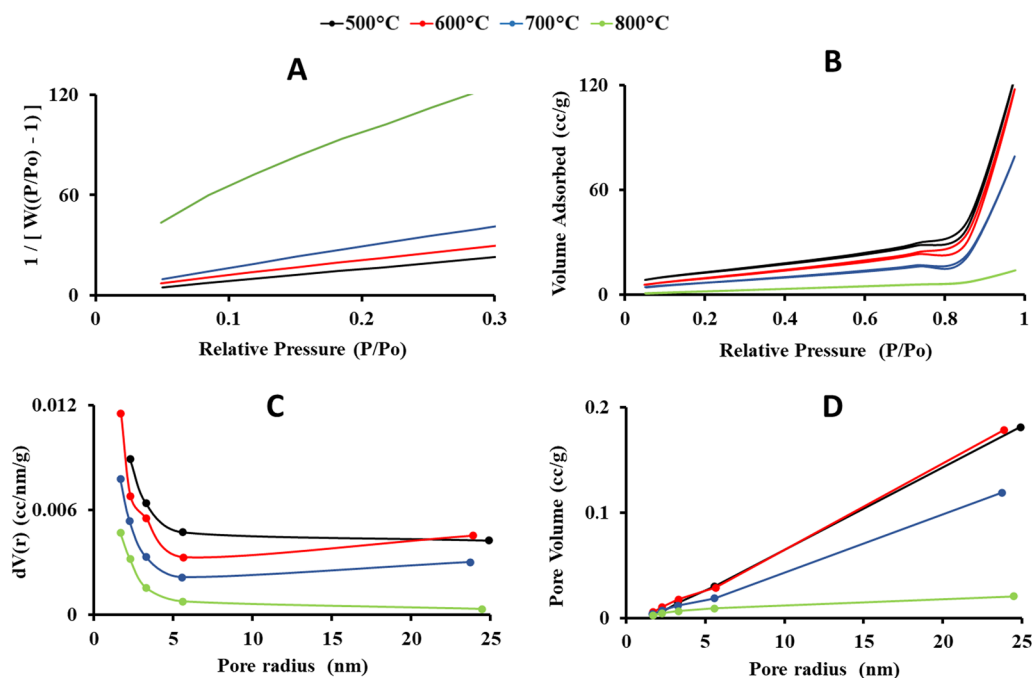 500°C 600°C 700°C 800°C
A
120
60
0
0 0.1 0.2 0.3
1 / [ W((P/Po) - 1) ]
Relative Pressure (P/Po)
B
120
60
0
0 0.2 0.4 0.6 0.8 1
Volume Adsorbed (cc/g)
Relative Pressure (P/Po)
C
0.012
0.006
0
0 5 10 15 20 25
dV(r) (cc/nm/g)
Pore radius (nm)
D
0.2
0.1
0
0 5 10 15 20 25
Pore Volume (cc/g)
Pore radius (nm)